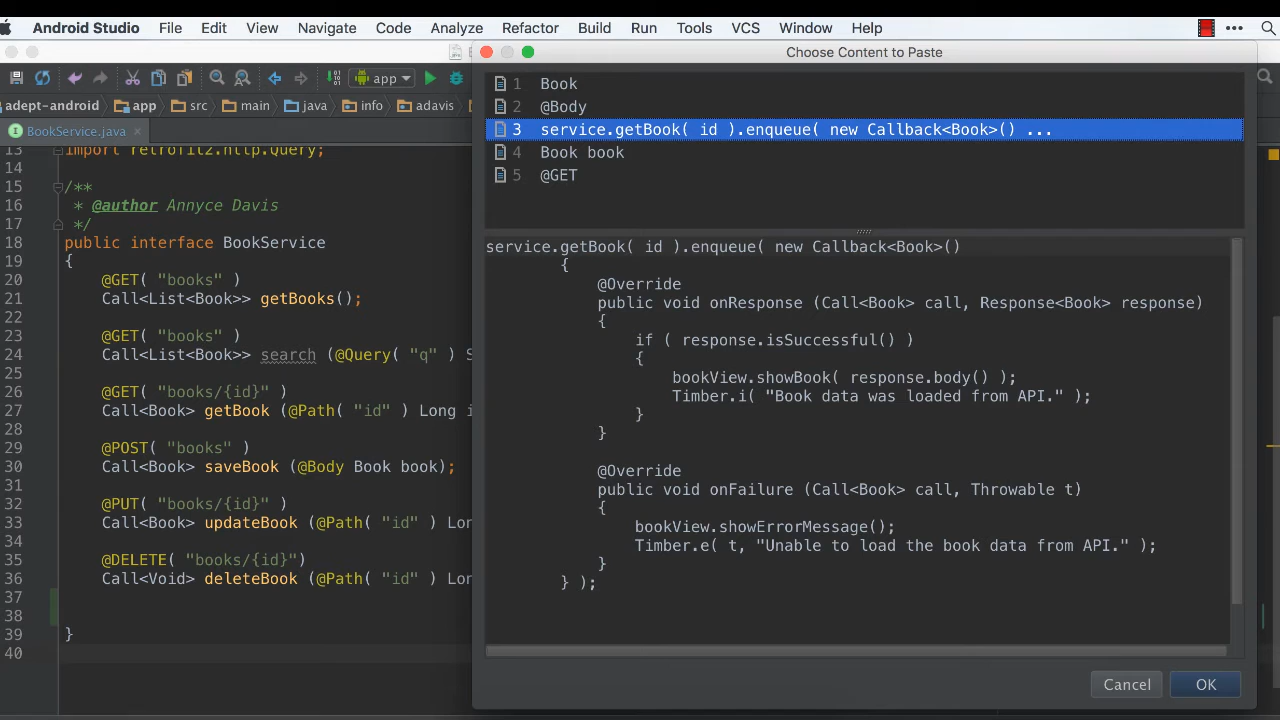 Android Studio File Edit View Navigate Code Analyze Refactor Build Run Tools VCS Window Help
Choose Content to Paste
app
adept-android app src main java info adavis
BookService.java
13 import retrofit2.http.Query;
14
15 /**
16 * @author Annyce Davis
17 */
18 public interface BookService
19 {
20 @GET( "books" )
21 Call<List<Book>> getBooks();
22
23 @GET( "books" )
24 Call<List<Book>> search (@Query( "q" ) S
25
26 @GET( "books/{id}" )
27 Call<Book> getBook (@Path( "id" ) Long i
28
29 @POST( "books" )
30 Call<Book> saveBook (@Body Book book);
31
32 @PUT( "books/{id}" )
33 Call<Book> updateBook (@Path( "id" ) Lon
34
35 @DELETE( "books/{id}")
36 Call<Void> deleteBook (@Path( "id" ) Lon
37
38
39 }
40
1 Book
2 @Body
3 service.getBook( id ).enqueue( new Callback<Book>() ...
4 Book book
5 @GET
service.getBook( id ).enqueue( new Callback<Book>()
{
@Override
public void onResponse (Call<Book> call, Response<Book> response)
{
if ( response.isSuccessful() )
{
bookView.showBook( response.body() );
Timber.i( "Book data was loaded from API." );
}
}
@Override
public void onFailure (Call<Book> call, Throwable t)
{
bookView.showErrorMessage();
Timber.e( t, "Unable to load the book data from API." );
}
} );
Cancel OK